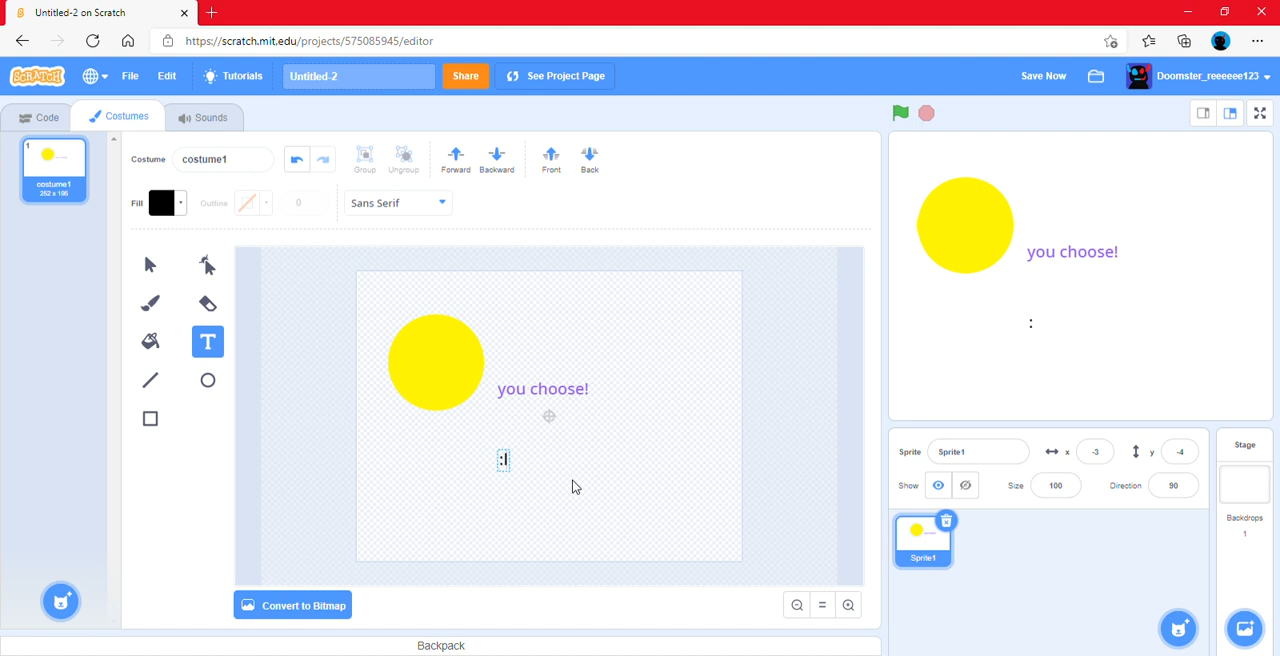 Untitled-2 on Scratch
https://scratch.mit.edu/projects/575085945/editor
SCRATCH File Edit Tutorials Untitled-2 Share See Project Page Save Now Doomster_reeeeee123
Code Costumes Sounds
1
costume1
252 x 186
Costume costume1 Group Ungroup Forward Backward Front Back
Fill Outline 0 Sans Serif
T
you choose!
:
Convert to Bitmap
Backpack
you choose!
:
Sprite Sprite1 x -3 y -4
Show Size 100 Direction 90
Sprite1
Stage
Backdrops
1